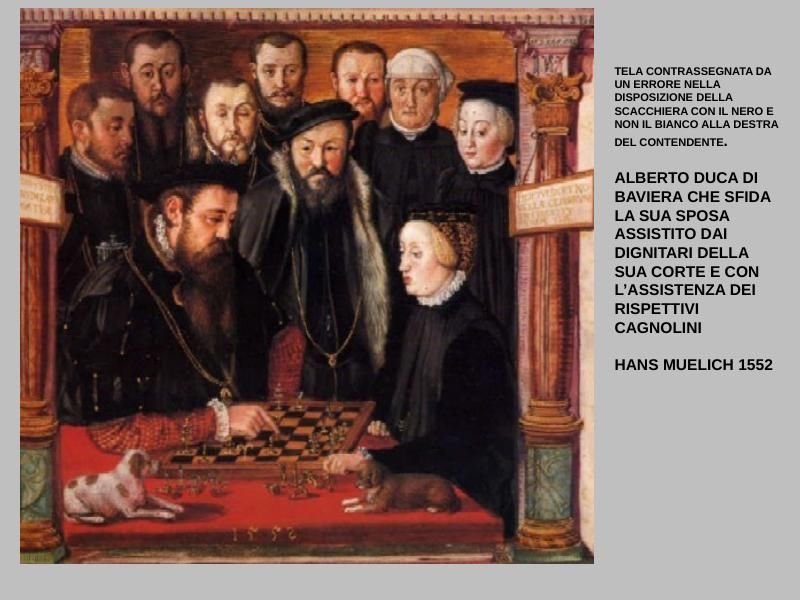 TELA CONTRASSEGNATA DA
UN ERRORE NELLA
DISPOSIZIONE DELLA
SCACCHIERA CON IL NERO E
NON IL BIANCO ALLA DESTRA
DEL CONTENDENTE.
ALBERTO DUCA DI
BAVIERA CHE SFIDA
LA SUA SPOSA
ASSISTITO DAI
DIGNITARI DELLA
SUA CORTE E CON
L’ASSISTENZA DEI
RISPETTIVI
CAGNOLINI
HANS MUELICH 1552
1552